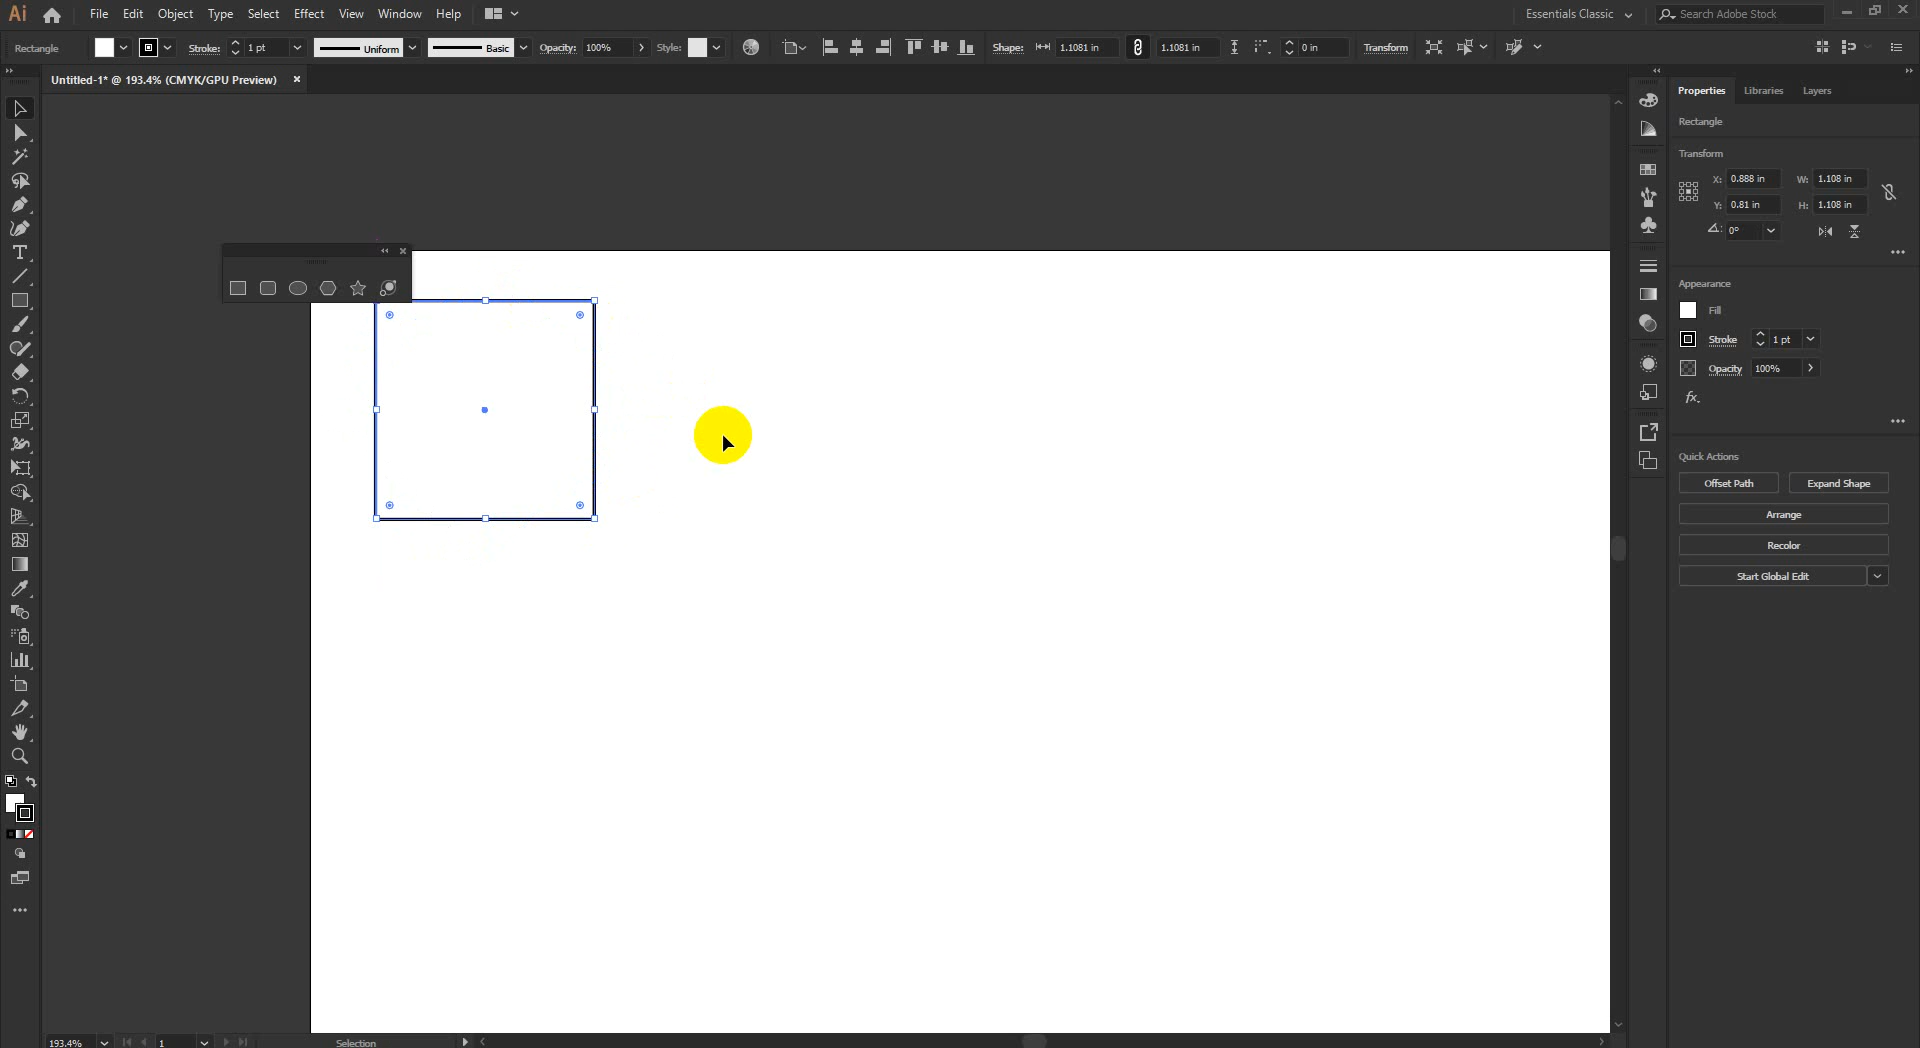 Ai File Edit Object Type Select Effect View Window Help Essentials Classic Search Adobe Stock
Rectangle Stroke: 1 pt Uniform Basic Opacity: 100% Style: Shape: 1.1081 in 1.1081 in 0 in Transform
Untitled-1* @ 193.4% (CMYK/GPU Preview)
Properties Libraries Layers
Rectangle
Transform
X: 0.888 in W: 1.108 in
Y: 0.81 in H: 1.108 in
0°
Appearance
Fill
Stroke 1 pt
Opacity 100%
fx.
Quick Actions
Offset Path Expand Shape
Arrange
Recolor
Start Global Edit
193.4% 1 Selection